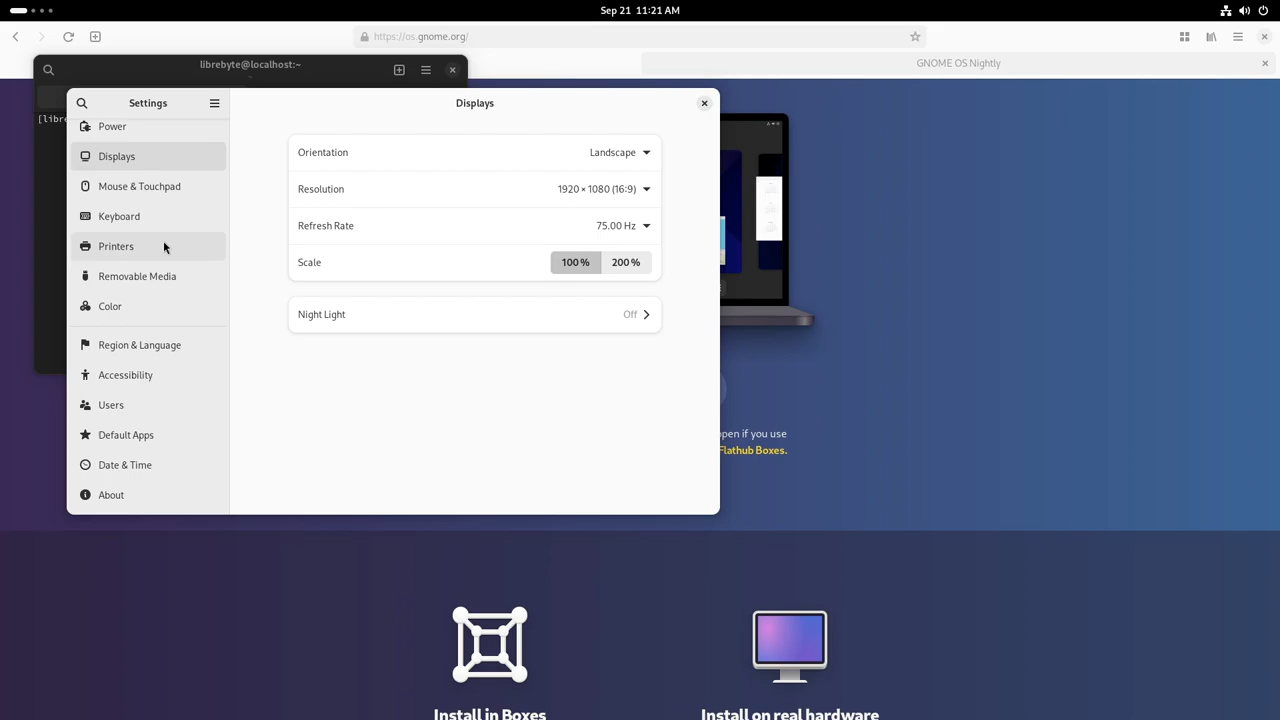 Sep 21 11:21 AM
https://os.gnome.org/
librebyte@localhost:~
~
GNOME OS Nightly
[libre
Settings
Power
Displays
Mouse & Touchpad
Keyboard
Printers
Removable Media
Color
Region & Language
Accessibility
Users
Default Apps
Date & Time
About
Displays
Orientation
Landscape
Resolution
1920 × 1080 (16:9)
Refresh Rate
75.00 Hz
Scale
100 %
200 %
Night Light
Off
open if you use
Flathub Boxes.
Install in Boxes
Install on real hardware